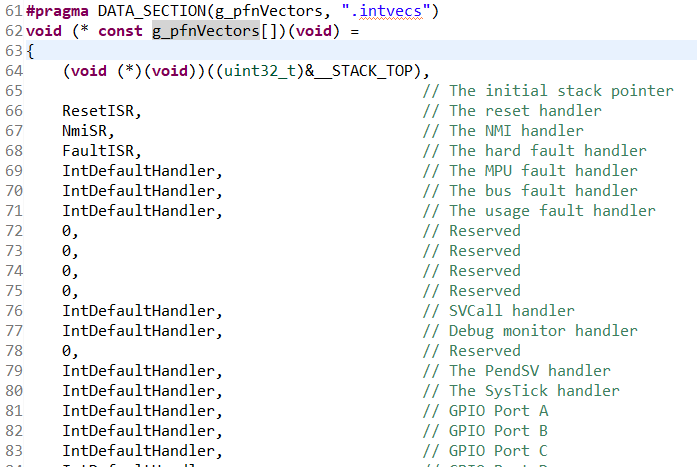 61 #pragma DATA_SECTION(g_pfnVectors, ".intvecs")
62 void (* const g_pfnVectors[])(void) =
63 {
64     (void (*)(void))((uint32_t)&__STACK_TOP),
65                                             // The initial stack pointer
66     ResetISR,                               // The reset handler
67     NmiSR,                                  // The NMI handler
68     FaultISR,                               // The hard fault handler
69     IntDefaultHandler,                      // The MPU fault handler
70     IntDefaultHandler,                      // The bus fault handler
71     IntDefaultHandler,                      // The usage fault handler
72     0,                                      // Reserved
73     0,                                      // Reserved
74     0,                                      // Reserved
75     0,                                      // Reserved
76     IntDefaultHandler,                      // SVCall handler
77     IntDefaultHandler,                      // Debug monitor handler
78     0,                                      // Reserved
79     IntDefaultHandler,                      // The PendSV handler
80     IntDefaultHandler,                      // The SysTick handler
81     IntDefaultHandler,                      // GPIO Port A
82     IntDefaultHandler,                      // GPIO Port B
83     IntDefaultHandler,                      // GPIO Port C